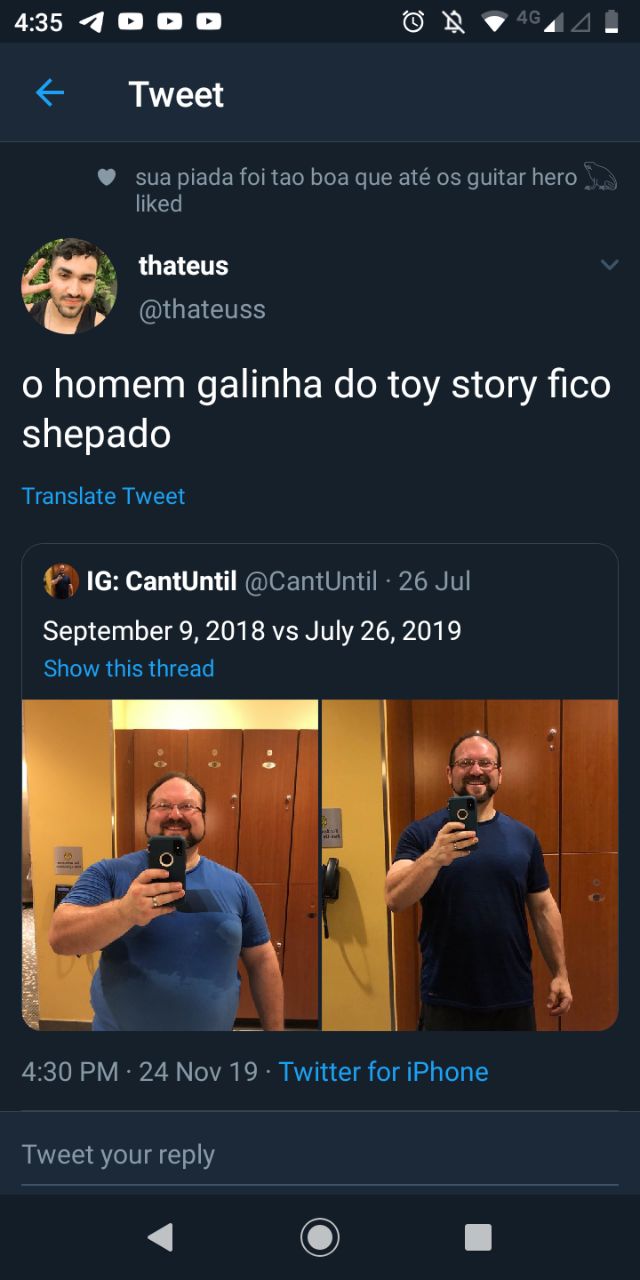 4:35
4G
Tweet
sua piada foi tao boa que até os guitar hero
liked
thateus
@thateuss
o homem galinha do toy story fico
shepado
Translate Tweet
IG: CantUntil @CantUntil · 26 Jul
September 9, 2018 vs July 26, 2019
Show this thread
4:30 PM · 24 Nov 19 · Twitter for iPhone
Tweet your reply